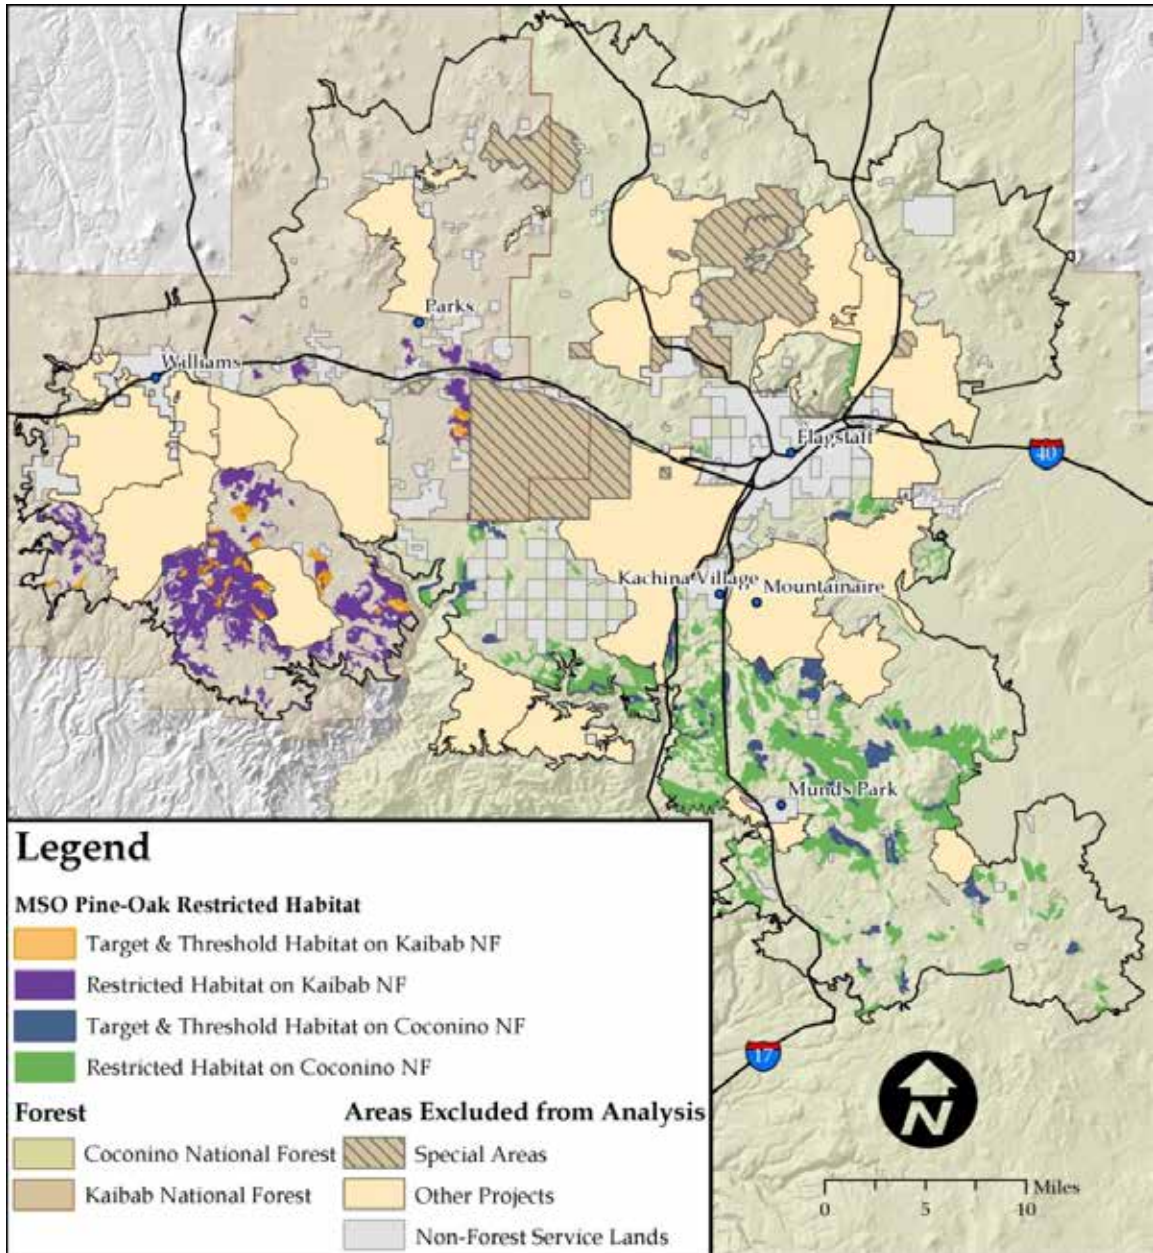 Parks
Williams
Flagstaff
40
Kachina Village
Mountainaire
Munds Park
17
N
Miles
0 5 10
Legend
MSO Pine-Oak Restricted Habitat
Target & Threshold Habitat on Kaibab NF
Restricted Habitat on Kaibab NF
Target & Threshold Habitat on Coconino NF
Restricted Habitat on Coconino NF
Forest
Coconino National Forest
Kaibab National Forest
Areas Excluded from Analysis
Special Areas
Other Projects
Non-Forest Service Lands